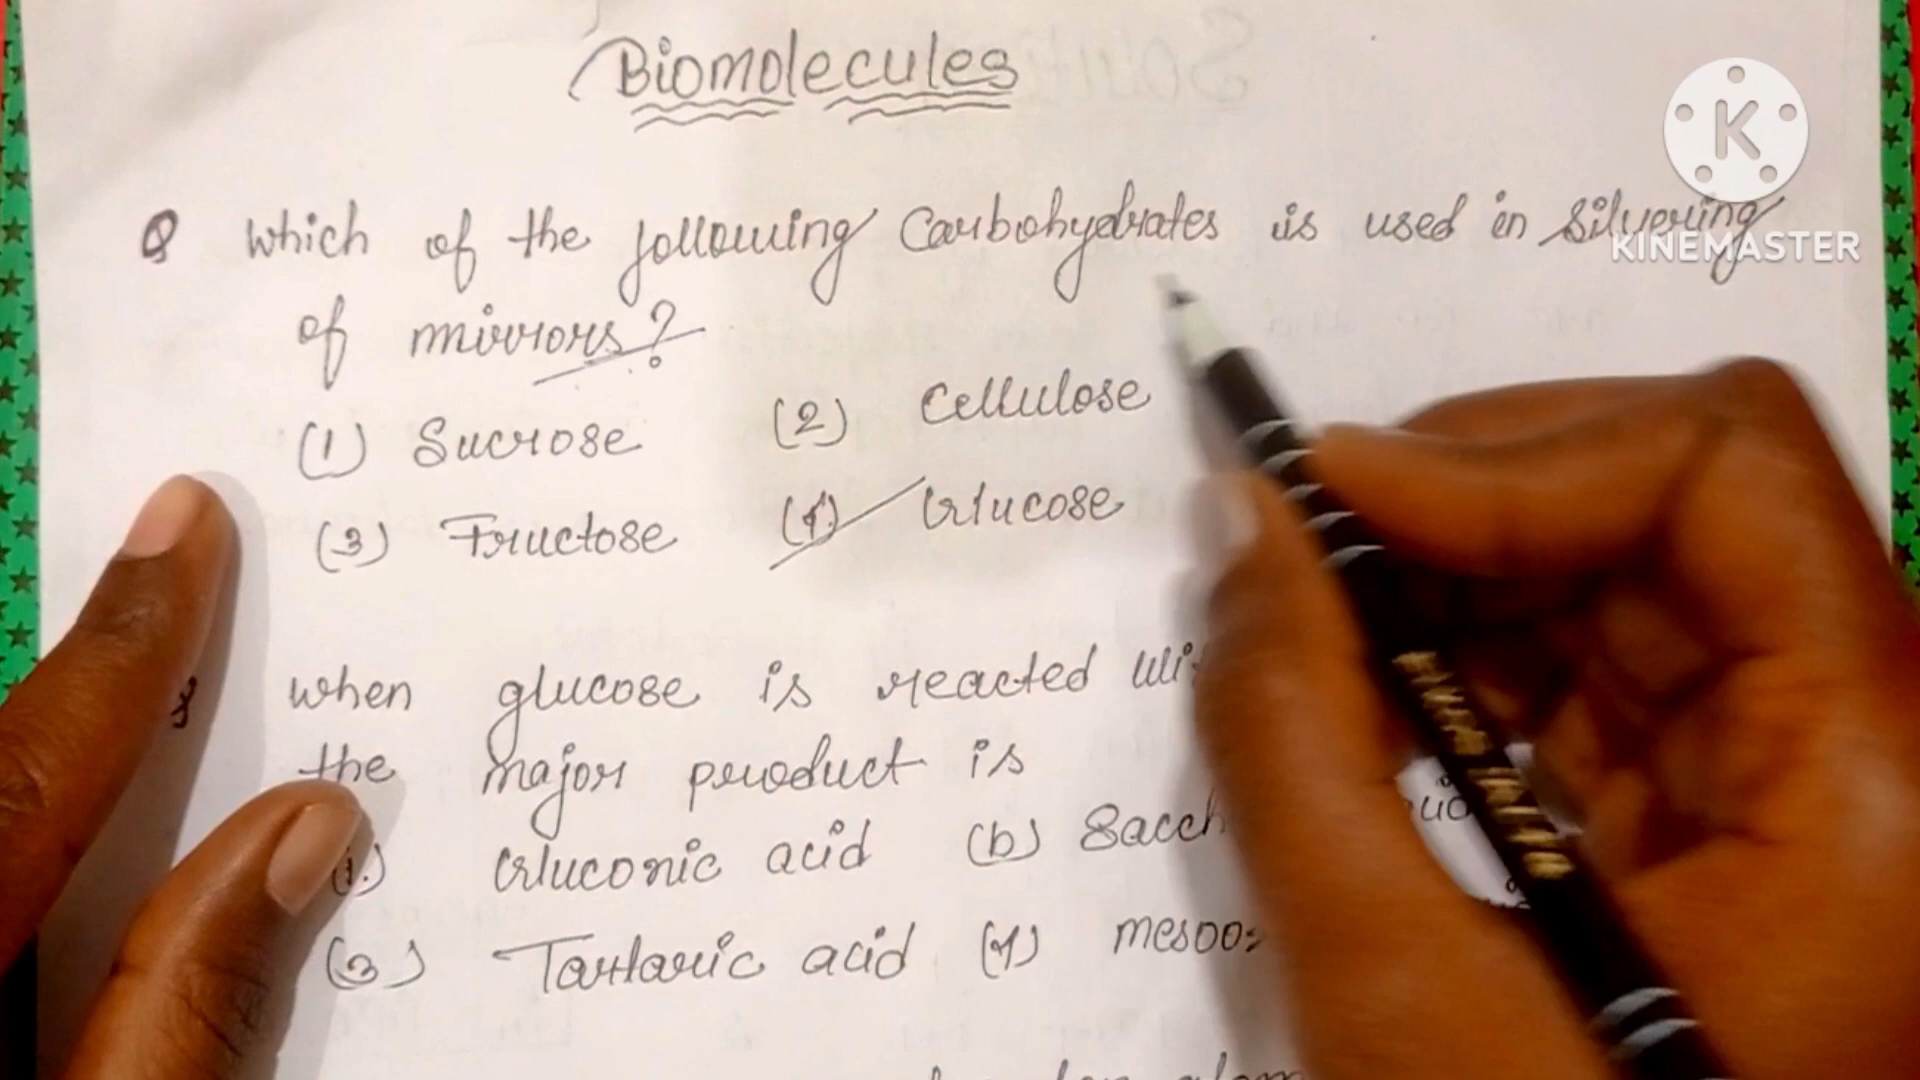 Biomolecules
Q Which of the following Carbohydrates is used in Silvering
of mirrors?
(1) Sucrose (2) Cellulose
(3) Fructose (4) Glucose
When glucose is reacted
the major product is
(1.) Gluconic acid (b)
(3) Tartaric acid (4)
K
KINEMASTER